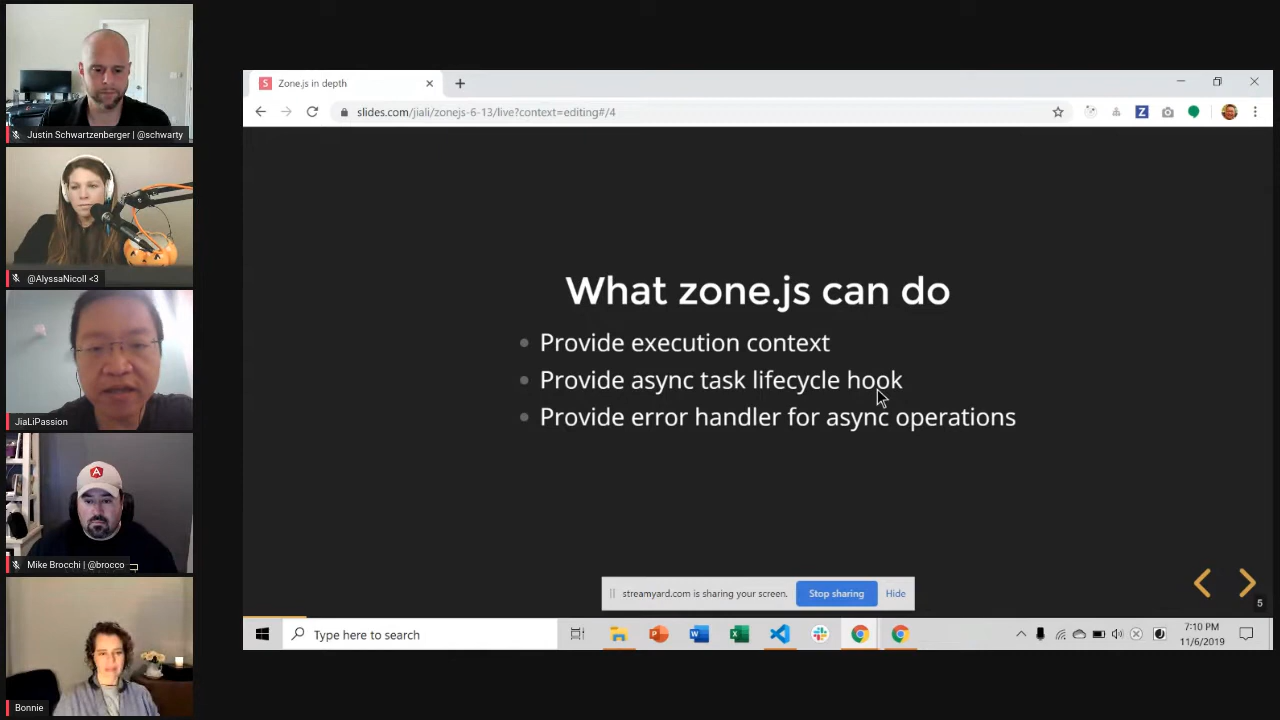 Justin Schwartzenberger | @schwarty
@AlyssaNicoll <3
JiaLiPassion
Mike Brocchi | @brocco
Bonnie
S Zone.js in depth
slides.com/jiali/zonejs-6-13/live?context=editing#/4
Z
What zone.js can do
Provide execution context
Provide async task lifecycle hook
Provide error handler for async operations
streamyard.com is sharing your screen. Stop sharing Hide
5
Type here to search
7:10 PM
11/6/2019